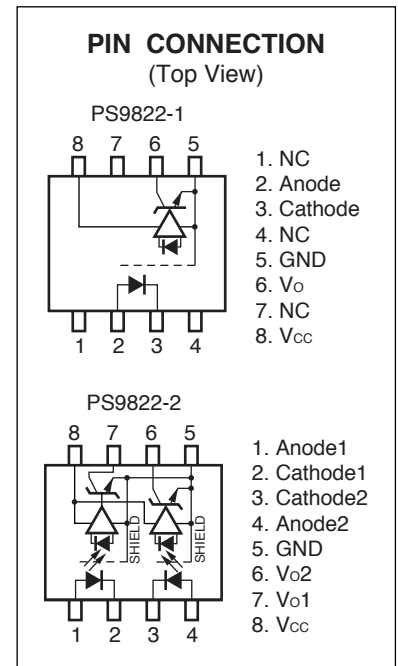 PIN CONNECTION
(Top View)
PS9822-1
8 7 6 5
1. NC
2. Anode
3. Cathode
4. NC
5. GND
6. VO
7. NC
8. VCC
1 2 3 4
PS9822-2
8 7 6 5
SHIELD
SHIELD
1. Anode1
2. Cathode1
3. Cathode2
4. Anode2
5. GND
6. VO2
7. VO1
8. VCC
1 2 3 4